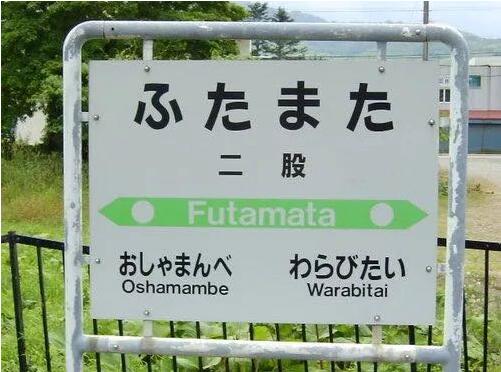 ふたまた
二股
Futamata
おしゃまんべ わらびたい
Oshamambe Warabitai